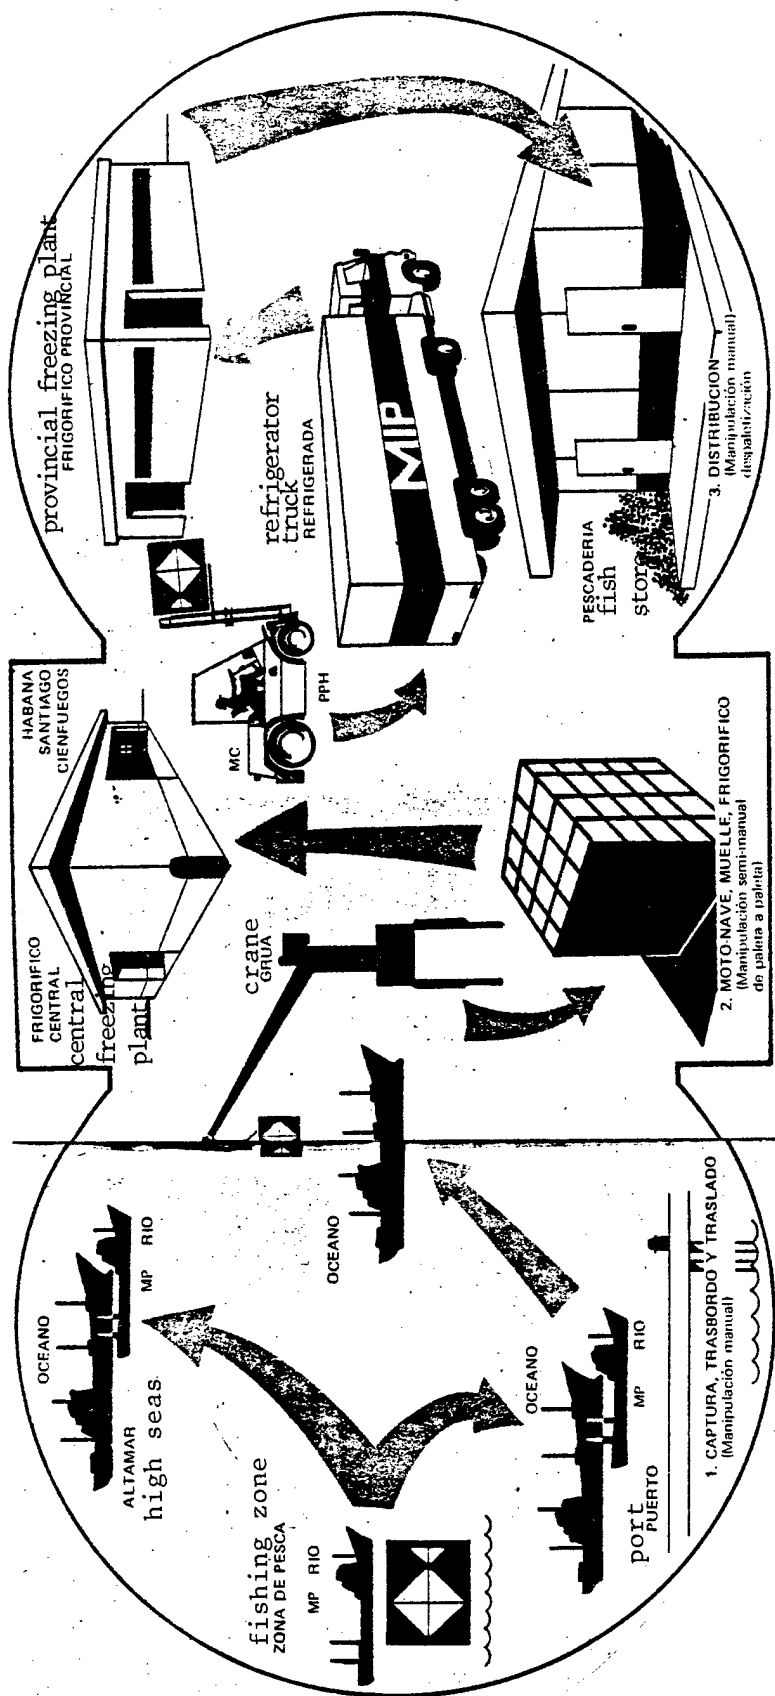 OCEANO
MP RIO
ALTAMAR
high seas
fishing zone
ZONA DE PESCA
MP RIO
OCEANO
MP RIO
port
PUERTO
1. CAPTURA, TRASBORDO Y TRASLADO
(Manipulación manual)
OCEANO
FRIGORIFICO
CENTRAL
central
freezing
plant
HABANA
SANTIAGO
CIENFUEGOS
crane
GRUA
MC
PPH
2. MOTO-NAVE, MUELLE, FRIGORIFICO
(Manipulación semi-manual
de paleta a paleta)
provincial freezing plant
FRIGORIFICO PROVINCIAL
refrigerator
truck
REFRIGERADA
MIP
PESCADERIA
fish
store
3. DISTRIBUCION
(Manipulación manual)
despaletización